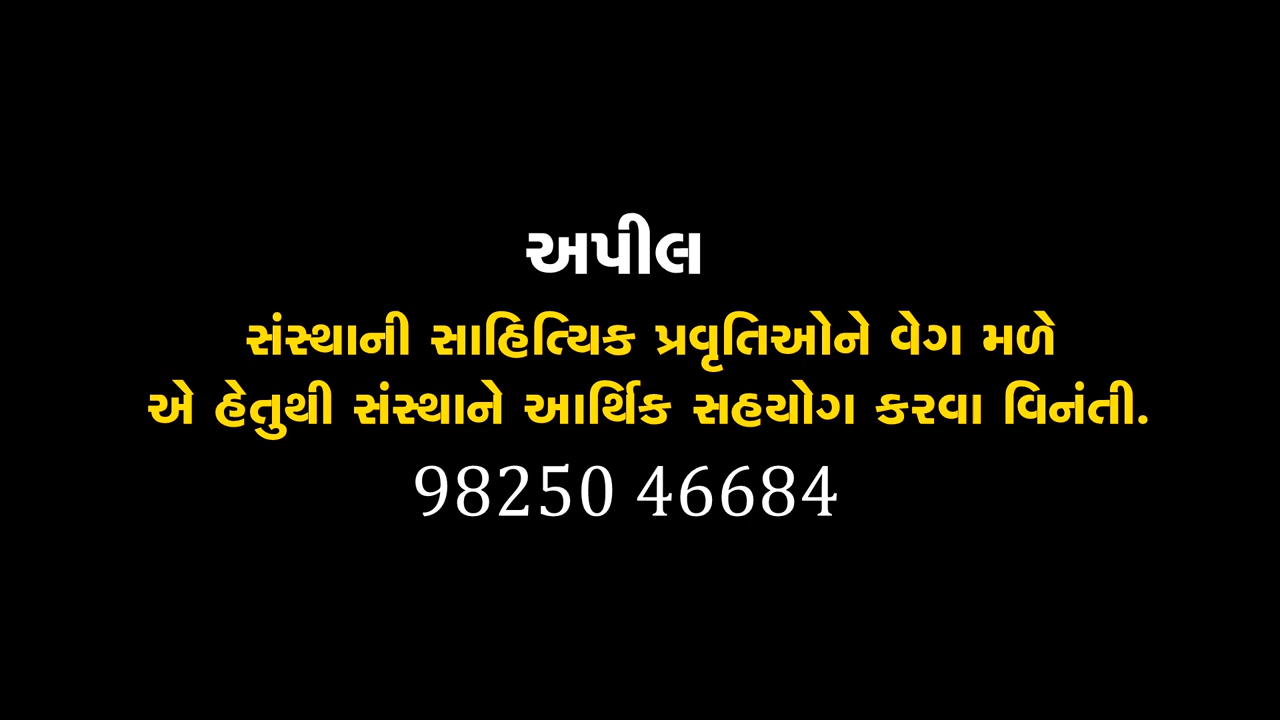 અપીલ
સંસ્થાની સાહિત્યિક પ્રવૃતિઓને વેગ મળે
એ હેતુથી સંસ્થાને આર્થિક સહયોગ કરવા વિનંતી.
98250 46684